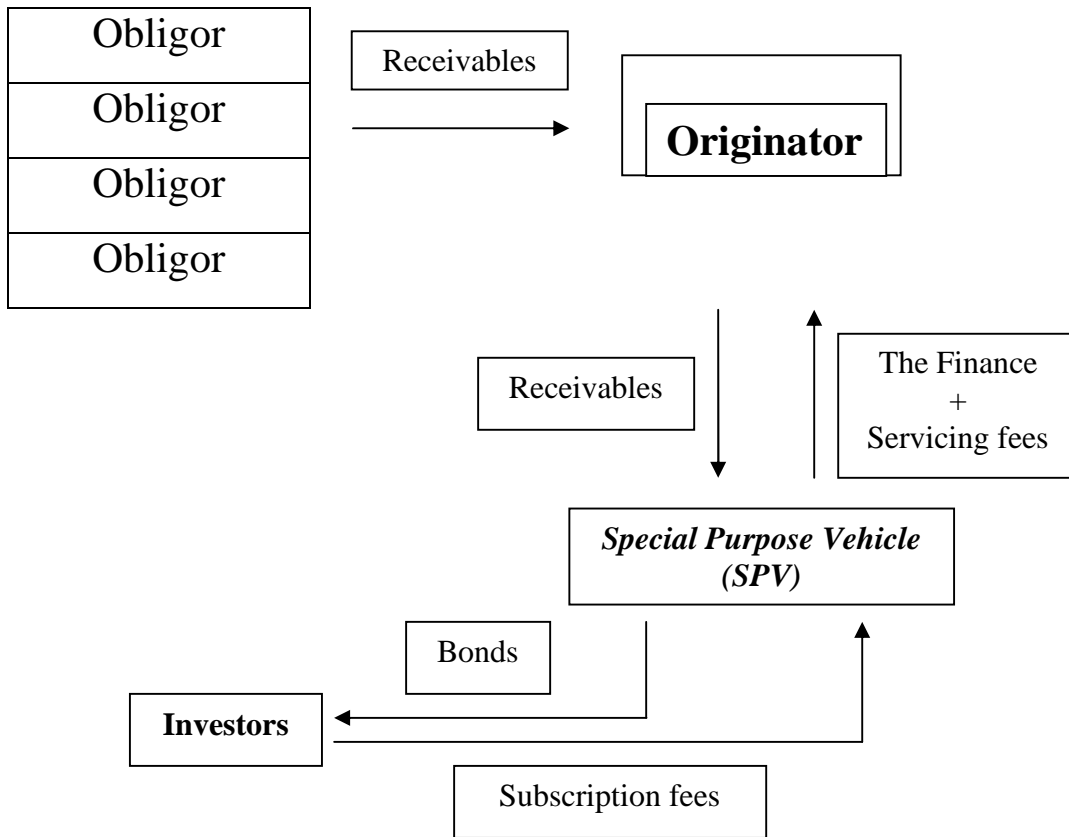 Obligor
Receivables
Obligor
Originator
Obligor
Obligor
Receivables
The Finance
+
Servicing fees
Special Purpose Vehicle
(SPV)
Bonds
Investors
Subscription fees